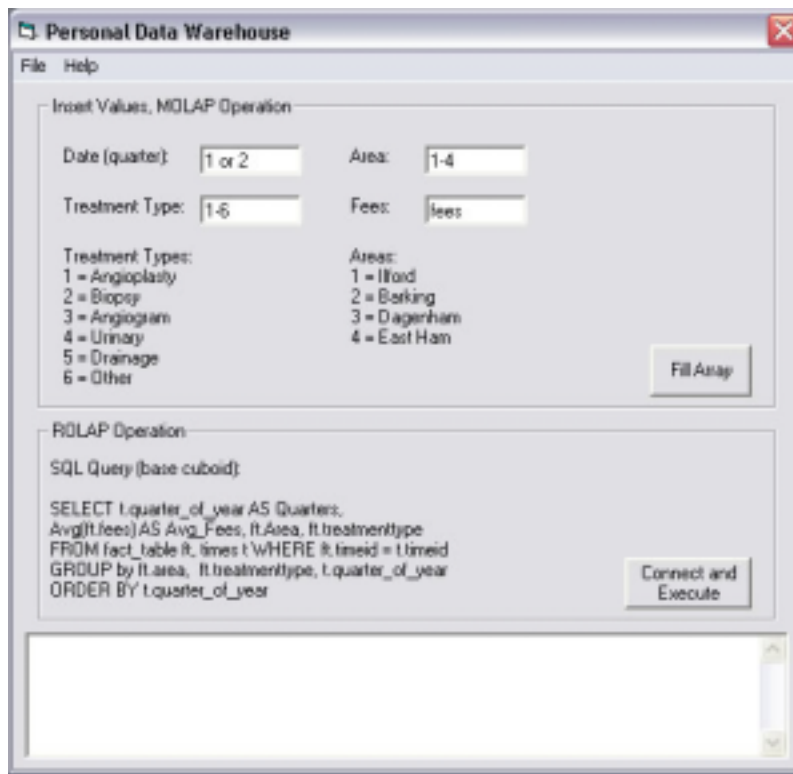 Personal Data Warehouse
File Help
Insert Values, MOLAP Operation
Date (quarter): 1 or 2 Area: 1-4
Treatment Type: 1-6 Fees: fees
Treatment Types: Areas:
1 = Angioplasty 1 = Ilford
2 = Biopsy 2 = Barking
3 = Angiogram 3 = Dagenham
4 = Urinary 4 = East Ham
5 = Drainage
6 = Other
Fill Array
ROLAP Operation
SQL Query (base cuboid):
SELECT t.quarter_of_year AS Quarters,
Avg(ft.fees) AS Avg_Fees, ft.Area, ft.treatmenttype
FROM fact_table ft, times t WHERE ft.timeid = t.timeid
GROUP by ft.area, ft.treatmenttype, t.quarter_of_year
ORDER BY t.quarter_of_year
Connect and
Execute